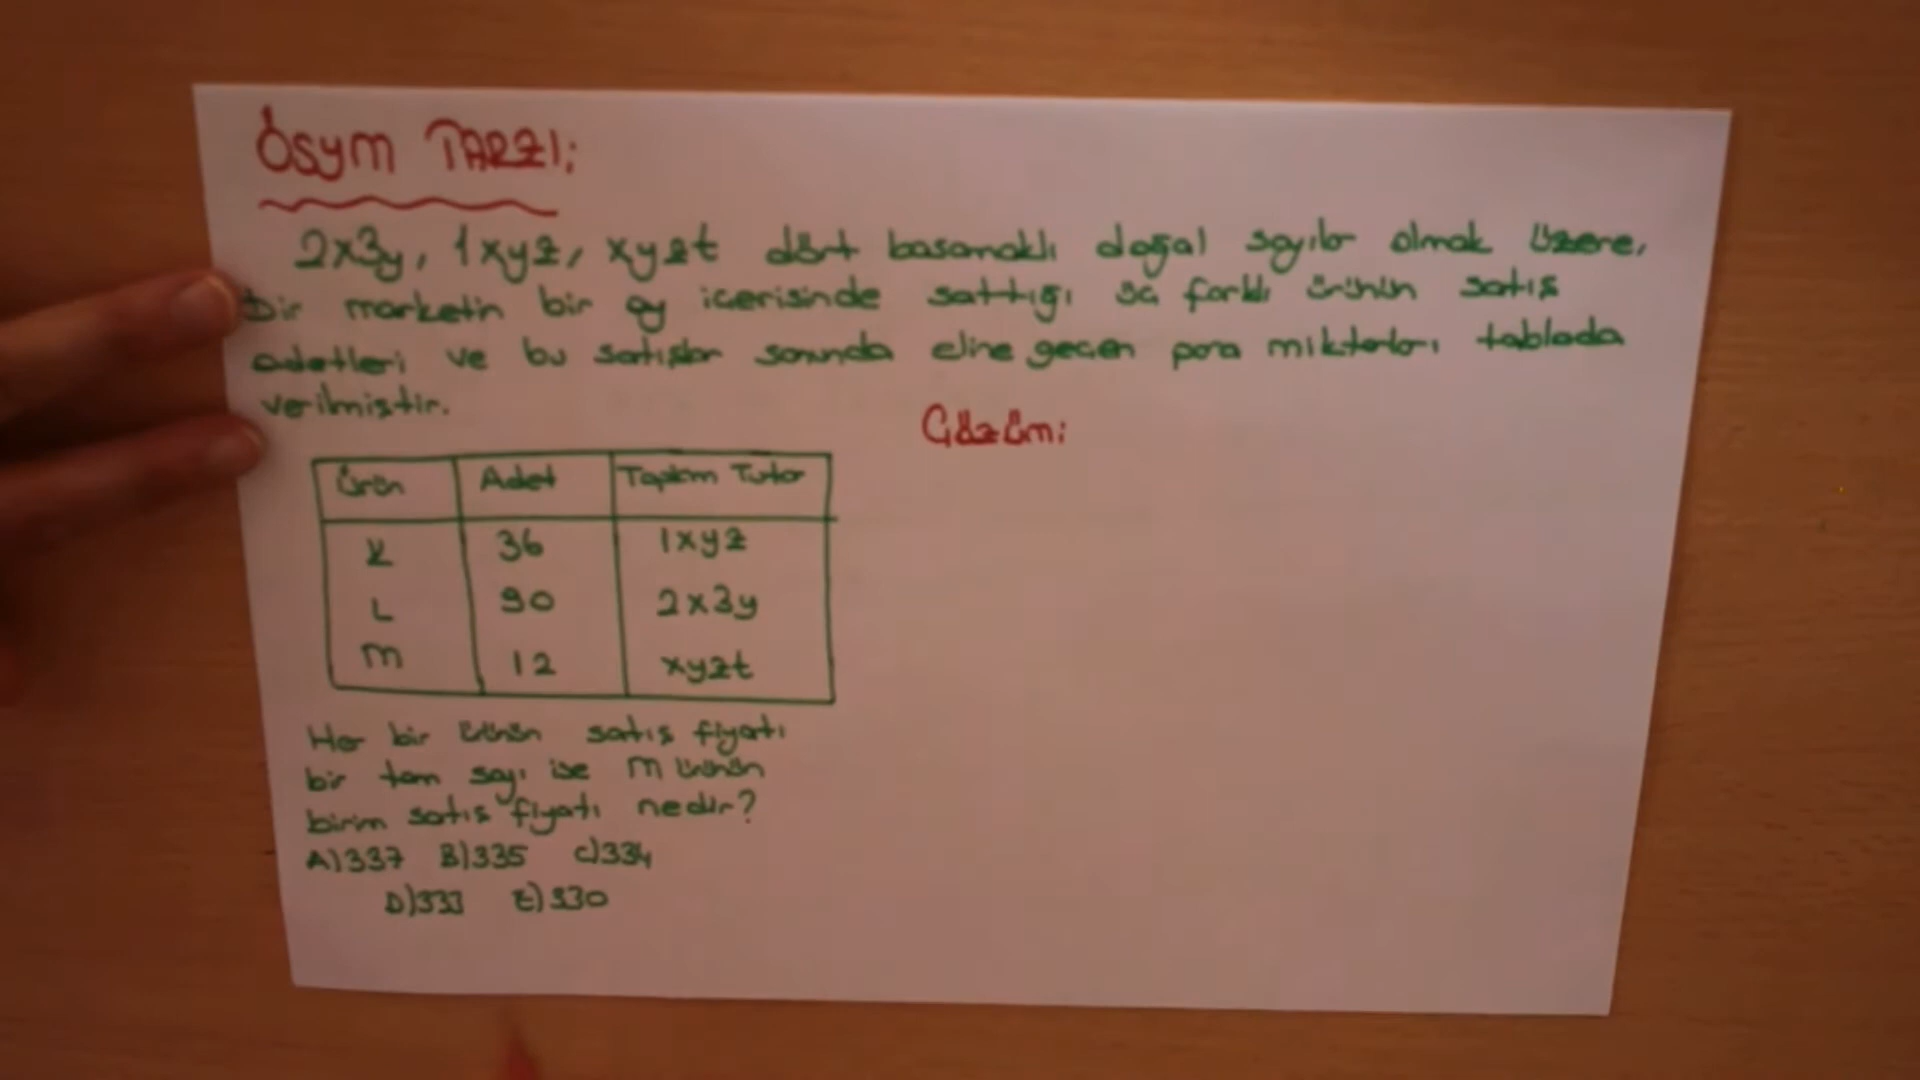 ÖSYM TARZI;
2x3y, 1xyz, xyzt dört basamaklı doğal sayılar olmak üzere,
bir marketin bir ay içerisinde sattığı üç farklı ürünün satış
adetleri ve bu satışlar sonunda eline geçen para miktarları tabloda
verilmiştir.
Çözüm;
Ürün Adet Toplam Tutar
K 36 1xyz
L 90 2x3y
M 12 xyzt
Her bir ürünün satış fiyatı
bir tam sayı ise M ürünün
birim satış fiyatı nedir?
A)337 B)335 C)334
D)333 E)330